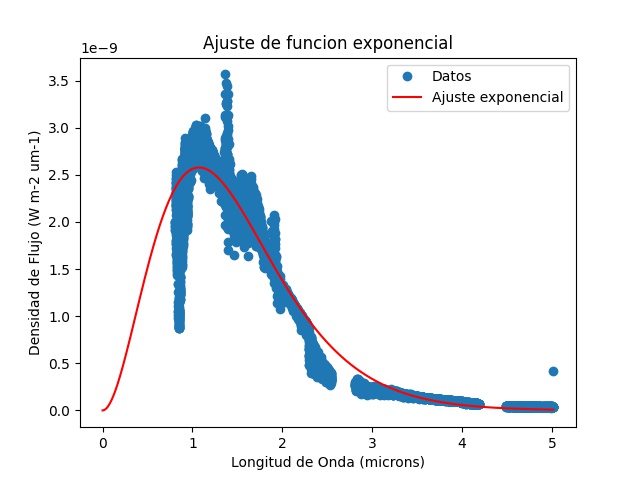 Ajuste de funcion exponencial
1e−9
Datos
Ajuste exponencial
3.5
3.0
2.5
2.0
1.5
1.0
0.5
0.0
Densidad de Flujo (W m-2 um-1)
0 1 2 3 4 5
Longitud de Onda (microns)